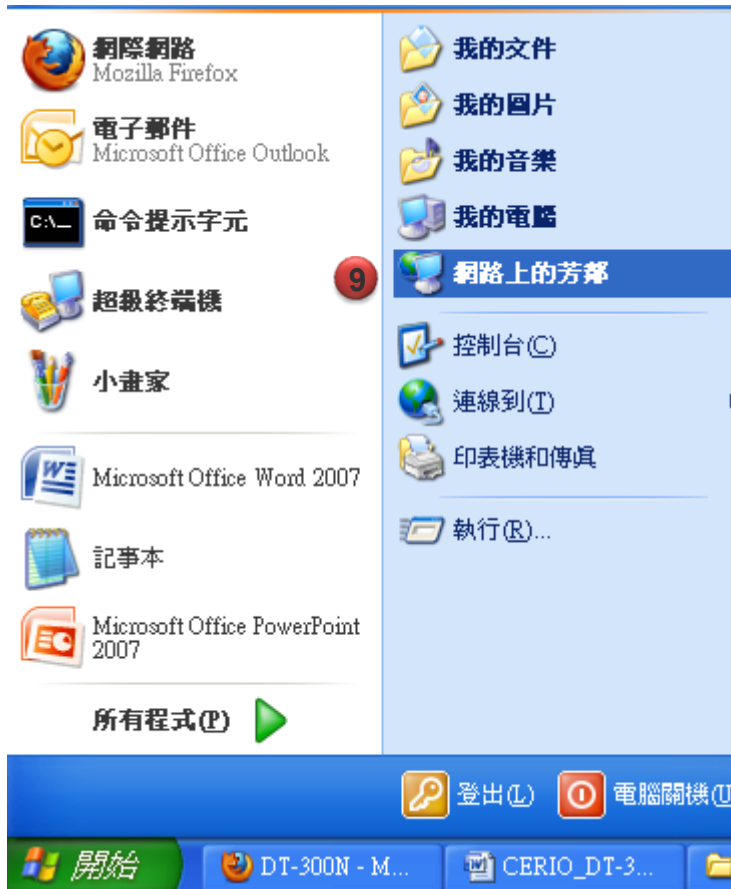 網際網路
Mozilla Firefox
電子郵件
Microsoft Office Outlook
C:\_
命令提示字元
超級終端機
小畫家
Microsoft Office Word 2007
記事本
Microsoft Office PowerPoint
2007
所有程式(P)
我的文件
我的圖片
我的音樂
我的電腦
9
網路上的芳鄰
控制台(C)
連線到(T)
印表機和傳真
執行(R)...
登出(L)
電腦關機(U
開始
DT-300N - M...
CERIO_DT-3...